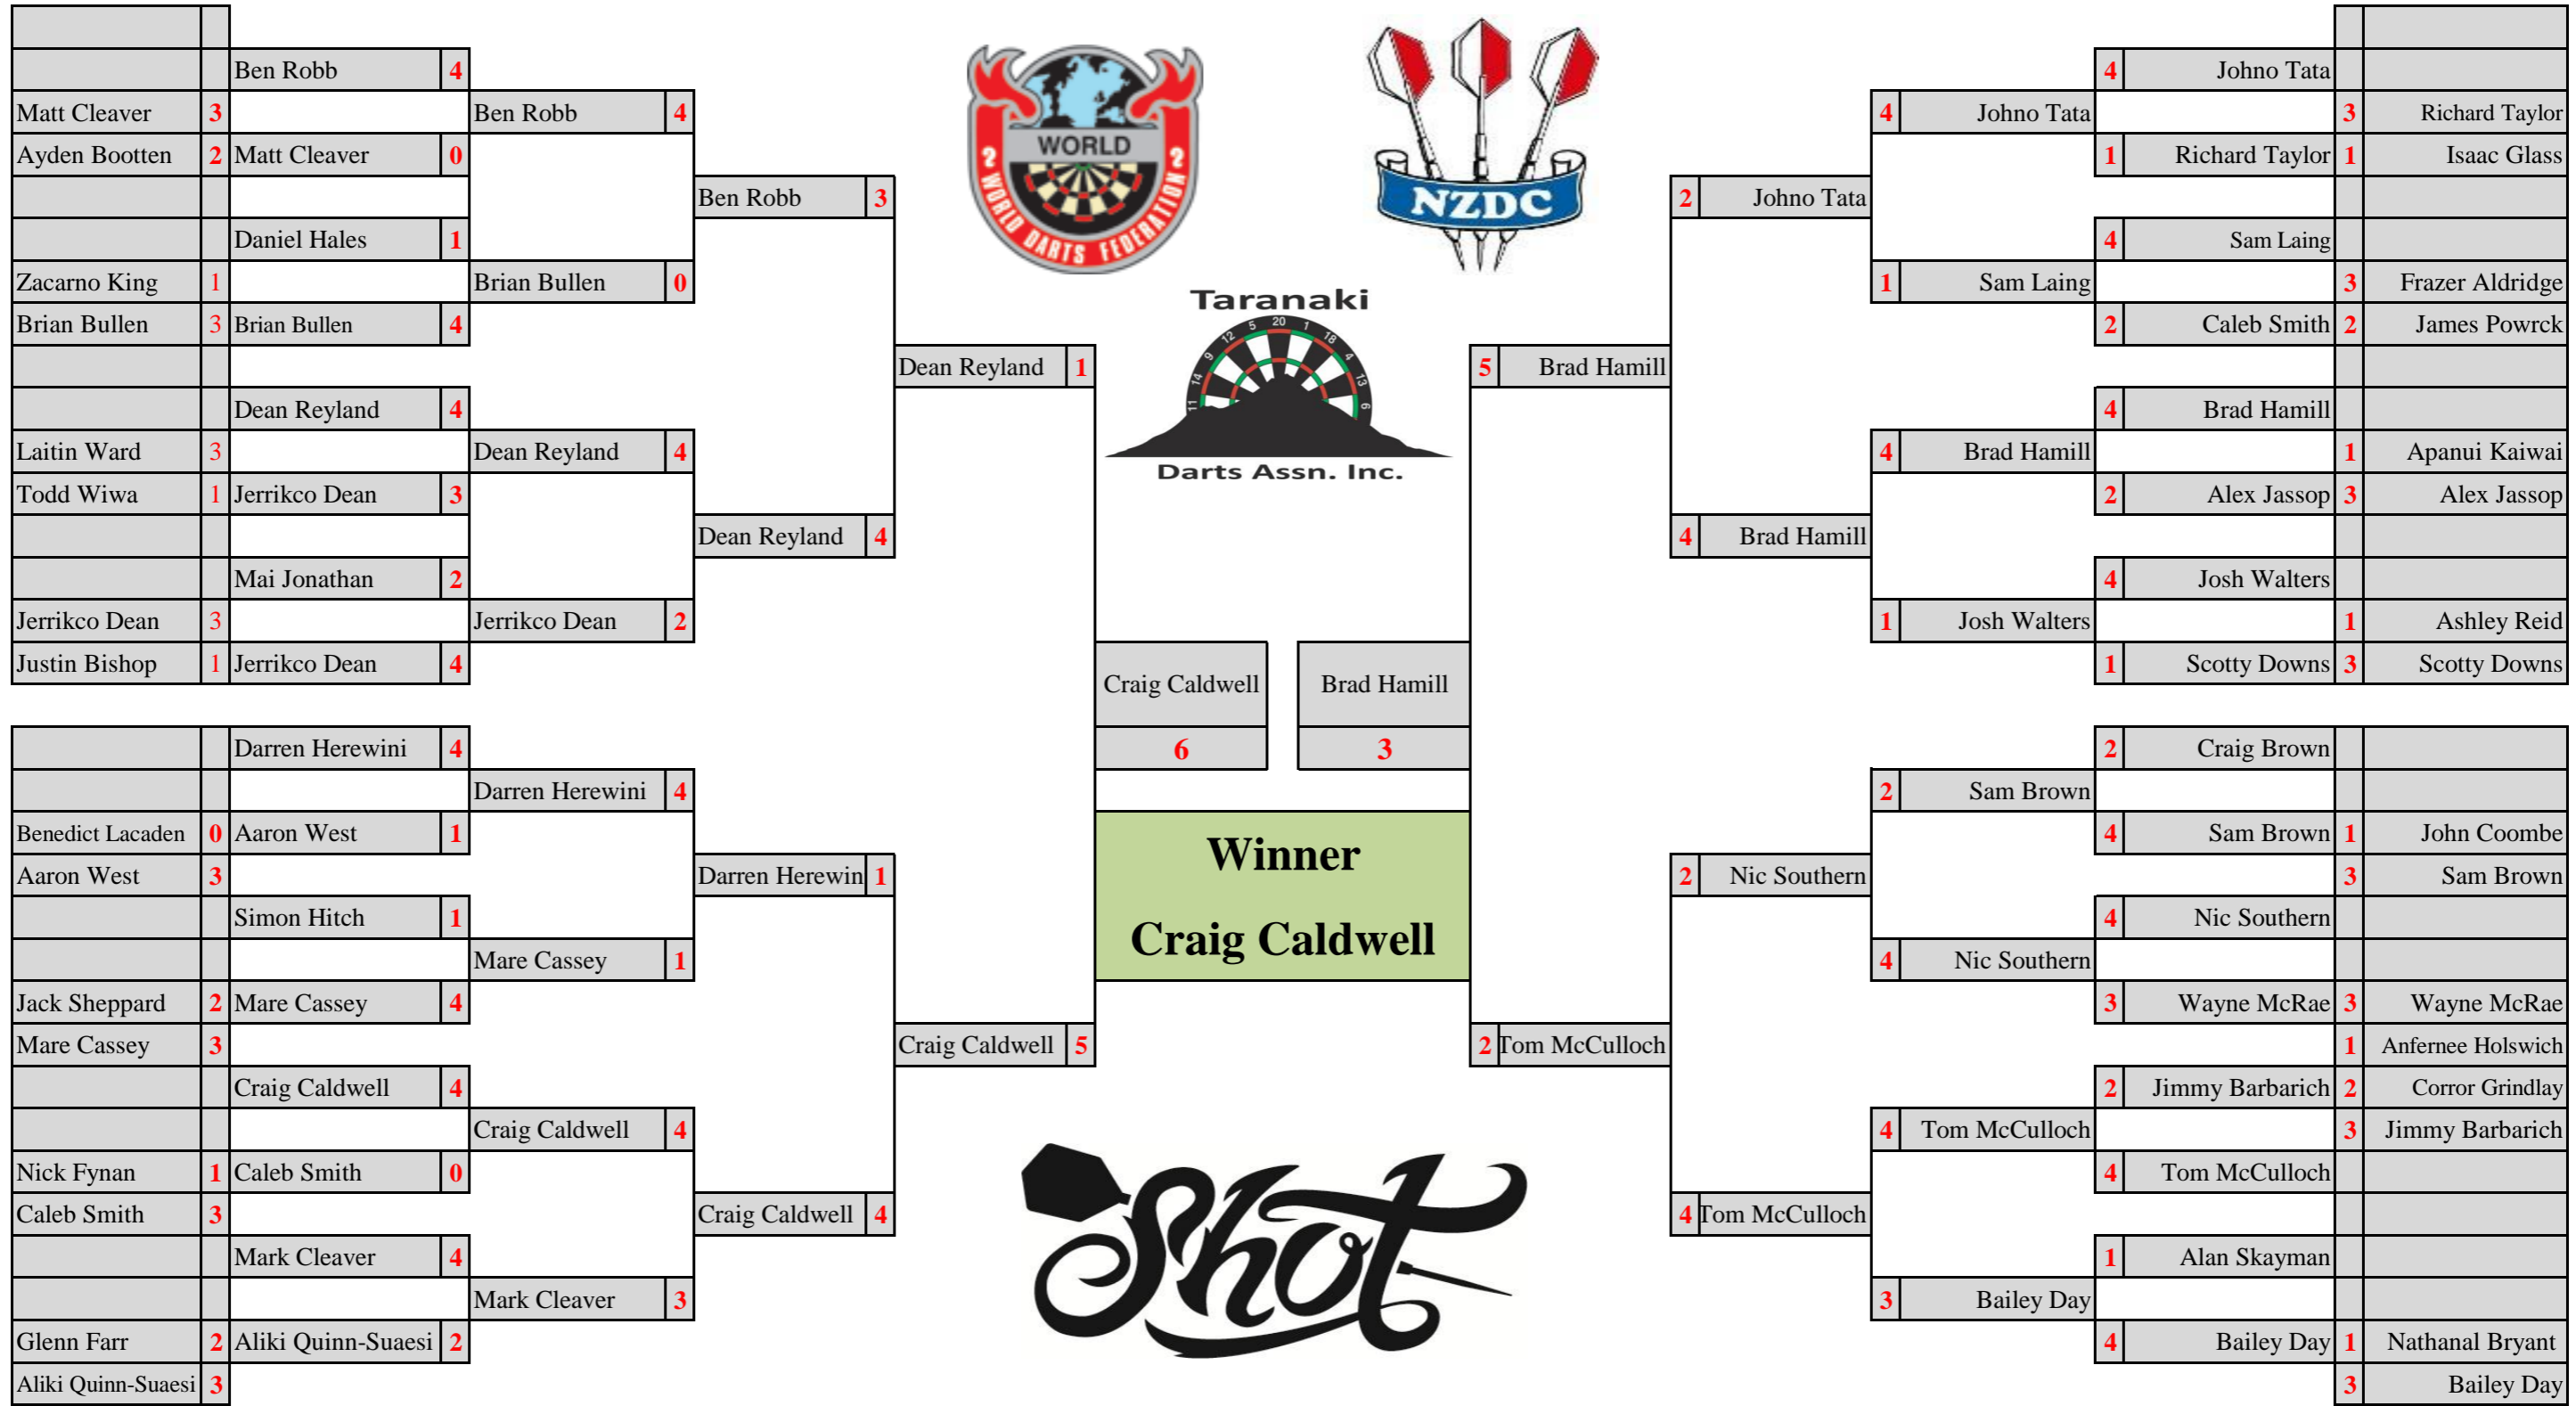 Ben Robb 4 4 Johno Tata
Matt Cleaver 3 Ben Robb 4 4 Johno Tata 3 Richard Taylor
Ayden Bootten 2 Matt Cleaver 0 1 Richard Taylor 1 Isaac Glass
WORLD
2 WORLD DARTS FEDERATION 2
NZDC
Ben Robb 3 2 Johno Tata
Daniel Hales 1 4 Sam Laing
Zacarno King 1 Brian Bullen 0 1 Sam Laing 3 Frazer Aldridge
Taranaki
11 14 9 12 5 20 1 18 4 13 6
Brian Bullen 3 Brian Bullen 4 2 Caleb Smith 2 James Powrck
Dean Reyland 1 5 Brad Hamill
Dean Reyland 4 4 Brad Hamill
Laitin Ward 3 Dean Reyland 4 4 Brad Hamill 1 Apanui Kaiwai
Darts Assn. Inc.
Todd Wiwa 1 Jerrikco Dean 3 2 Alex Jassop 3 Alex Jassop
Dean Reyland 4 4 Brad Hamill
Mai Jonathan 2 4 Josh Walters
Jerrikco Dean 3 Jerrikco Dean 2 1 Josh Walters 1 Ashley Reid
Justin Bishop 1 Jerrikco Dean 4 Craig Caldwell Brad Hamill 1 Scotty Downs 3 Scotty Downs
Darren Herewini 4 6 3 2 Craig Brown
Darren Herewini 4 2 Sam Brown
Benedict Lacaden 0 Aaron West 1 4 Sam Brown 1 John Coombe
Winner
Aaron West 3 Darren Herewin 1 2 Nic Southern 3 Sam Brown
Simon Hitch 1 4 Nic Southern
Craig Caldwell
Mare Cassey 1 4 Nic Southern
Jack Sheppard 2 Mare Cassey 4 3 Wayne McRae 3 Wayne McRae
Mare Cassey 3 Craig Caldwell 5 2 Tom McCulloch 1 Anfernee Holswich
Craig Caldwell 4 2 Jimmy Barbarich 2 Corror Grindlay
Craig Caldwell 4 4 Tom McCulloch 3 Jimmy Barbarich
Nick Fynan 1 Caleb Smith 0 4 Tom McCulloch
Caleb Smith 3 Craig Caldwell 4 4 Tom McCulloch
Shot
Mark Cleaver 4 1 Alan Skayman
Mark Cleaver 3 3 Bailey Day
Glenn Farr 2 Aliki Quinn-Suaesi 2 4 Bailey Day 1 Nathanal Bryant
Aliki Quinn-Suaesi 3 3 Bailey Day